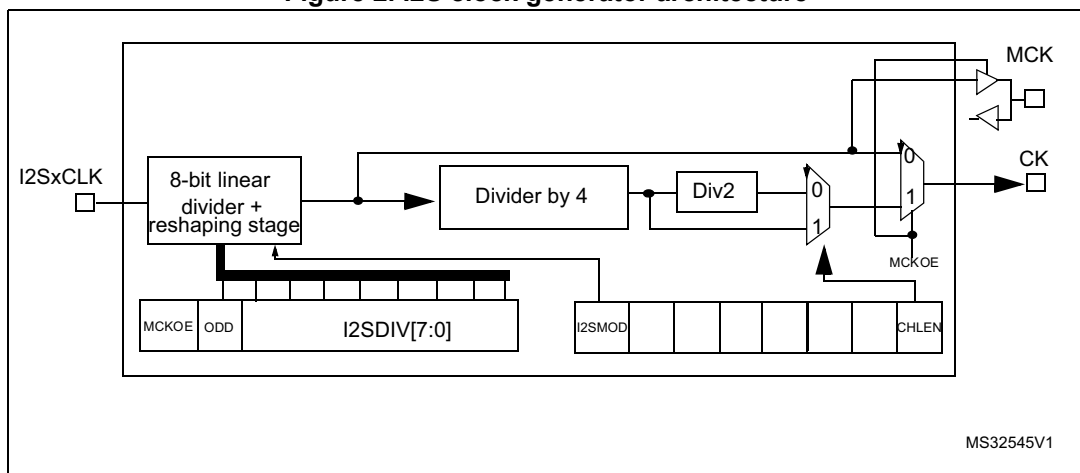 Figure 2. I2S clock generator architecture
MCK
I2SxCLK
8-bit linear
divider +
reshaping stage
Divider by 4
Div2
0
1
0
1
CK
MCKOE
MCKOE
ODD
I2SDIV[7:0]
I2SMOD
CHLEN
MS32545V1